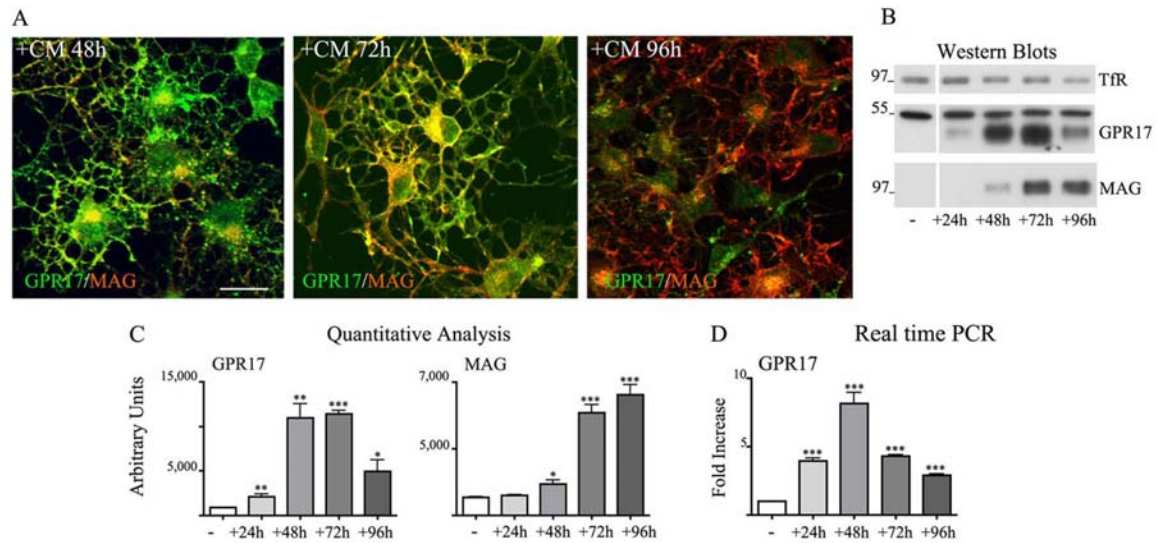 A
+CM 48h
GPR17/MAG
+CM 72h
GPR17/MAG
+CM 96h
GPR17/MAG
B
Western Blots
97
TfR
55
GPR17
97
MAG
- +24h +48h +72h +96h
C
Quantitative Analysis
GPR17
Arbitrary Units
15,000
5,000
** ** *** *
- +24h +48h +72h +96h
MAG
7,000
5,000
* *** ***
- +24h +48h +72h +96h
D
Real time PCR
GPR17
Fold Increase
10
5
0
*** *** *** ***
- +24h +48h +72h +96h